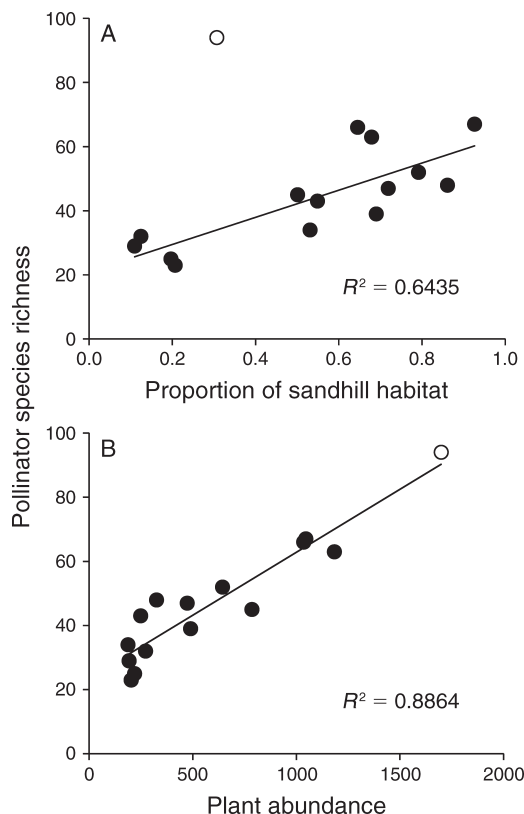 A
100
80
60
40
20
0
R² = 0.6435
0.0 0.2 0.4 0.6 0.8 1.0
Proportion of sandhill habitat
Pollinator species richness
B
100
80
60
40
20
0
R² = 0.8864
0 500 1000 1500 2000
Plant abundance